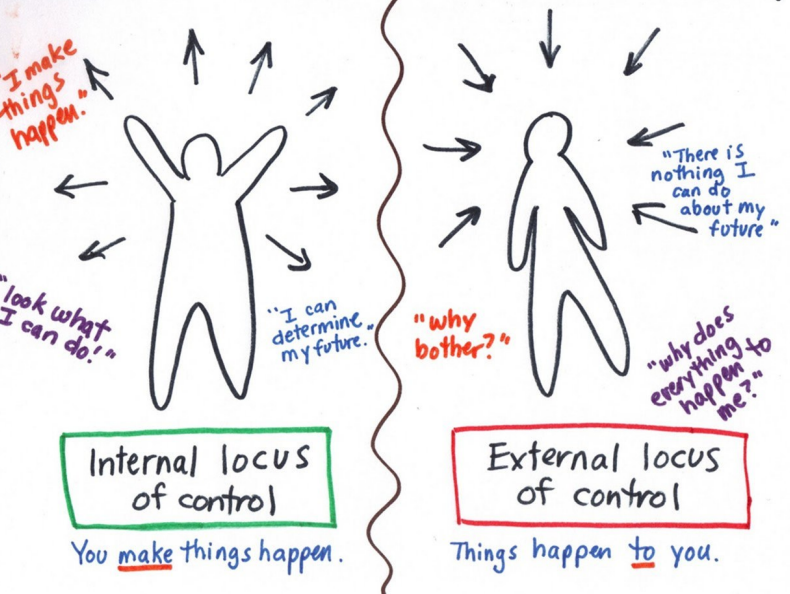 "I make
things
happen."
"look what
I can do!"
"I can
determine
my future."
Internal locus
of control
You make things happen.
"There is
nothing I
can do
about my
future"
"why
bother?"
"why does
everything
happen to
me?"
External locus
of control
Things happen to you.